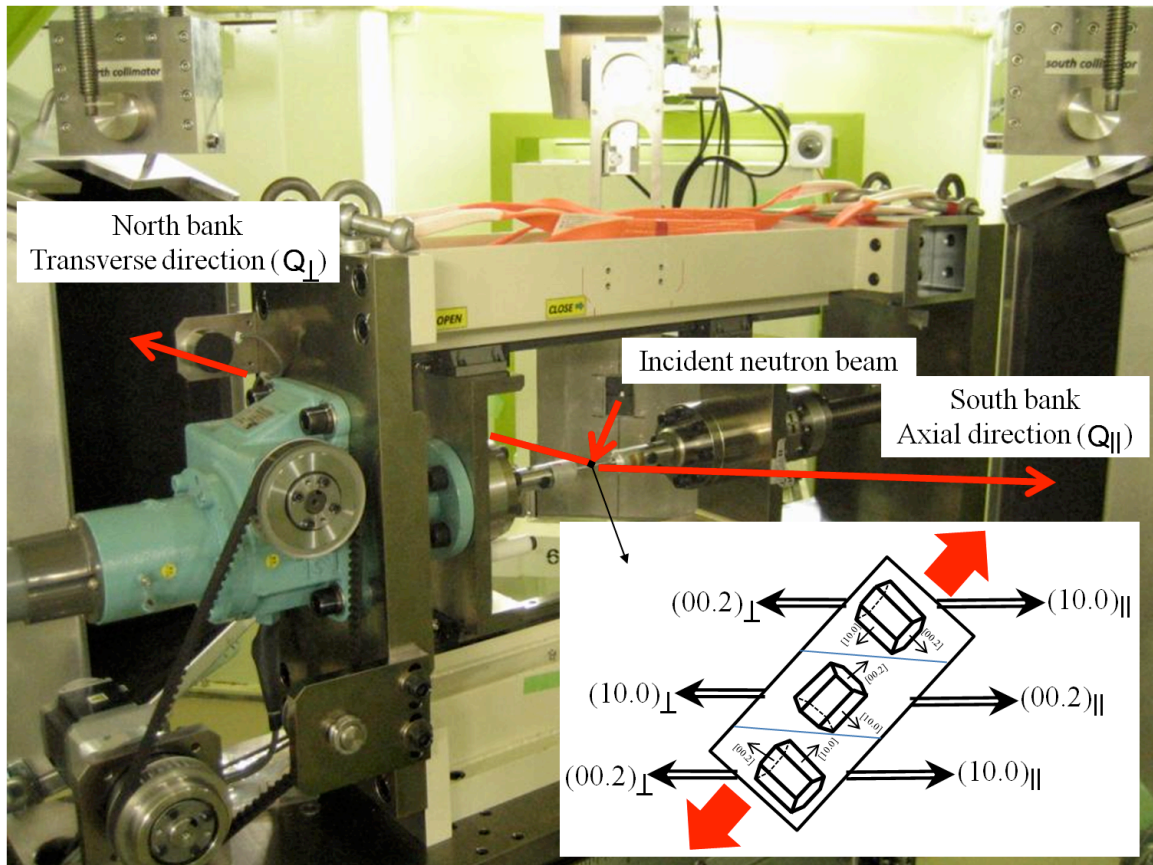 north collimator
south collimator
North bank
Transverse direction (Q⊥)
OPEN
CLOSE⇒
Incident neutron beam
South bank
Axial direction (Q||)
6
(00.2)⊥
(10.0)||
[10.0]
[00.2]
[00.2]
(10.0)⊥
(00.2)||
[10.0]
[00.2]
[10.0]
(00.2)⊥
(10.0)||